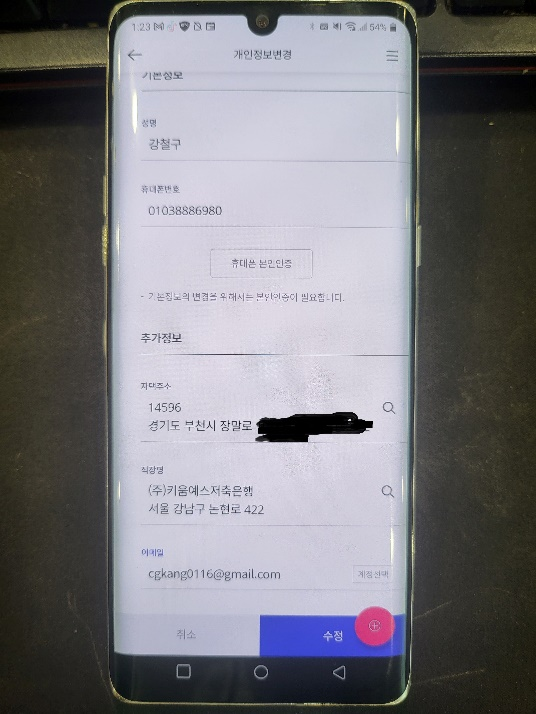 1:23
54%
개인정보변경
기본정보
성명
강철구
휴대폰번호
01038886980
휴대폰 본인인증
- 기본정보의 변경을 위해서는 본인인증이 필요합니다.
추가정보
자택주소
14596
경기도 부천시 장말로
직장명
(주)키움예스저축은행
서울 강남구 논현로 422
이메일
cgkang0116@gmail.com
계정선택
취소
수정